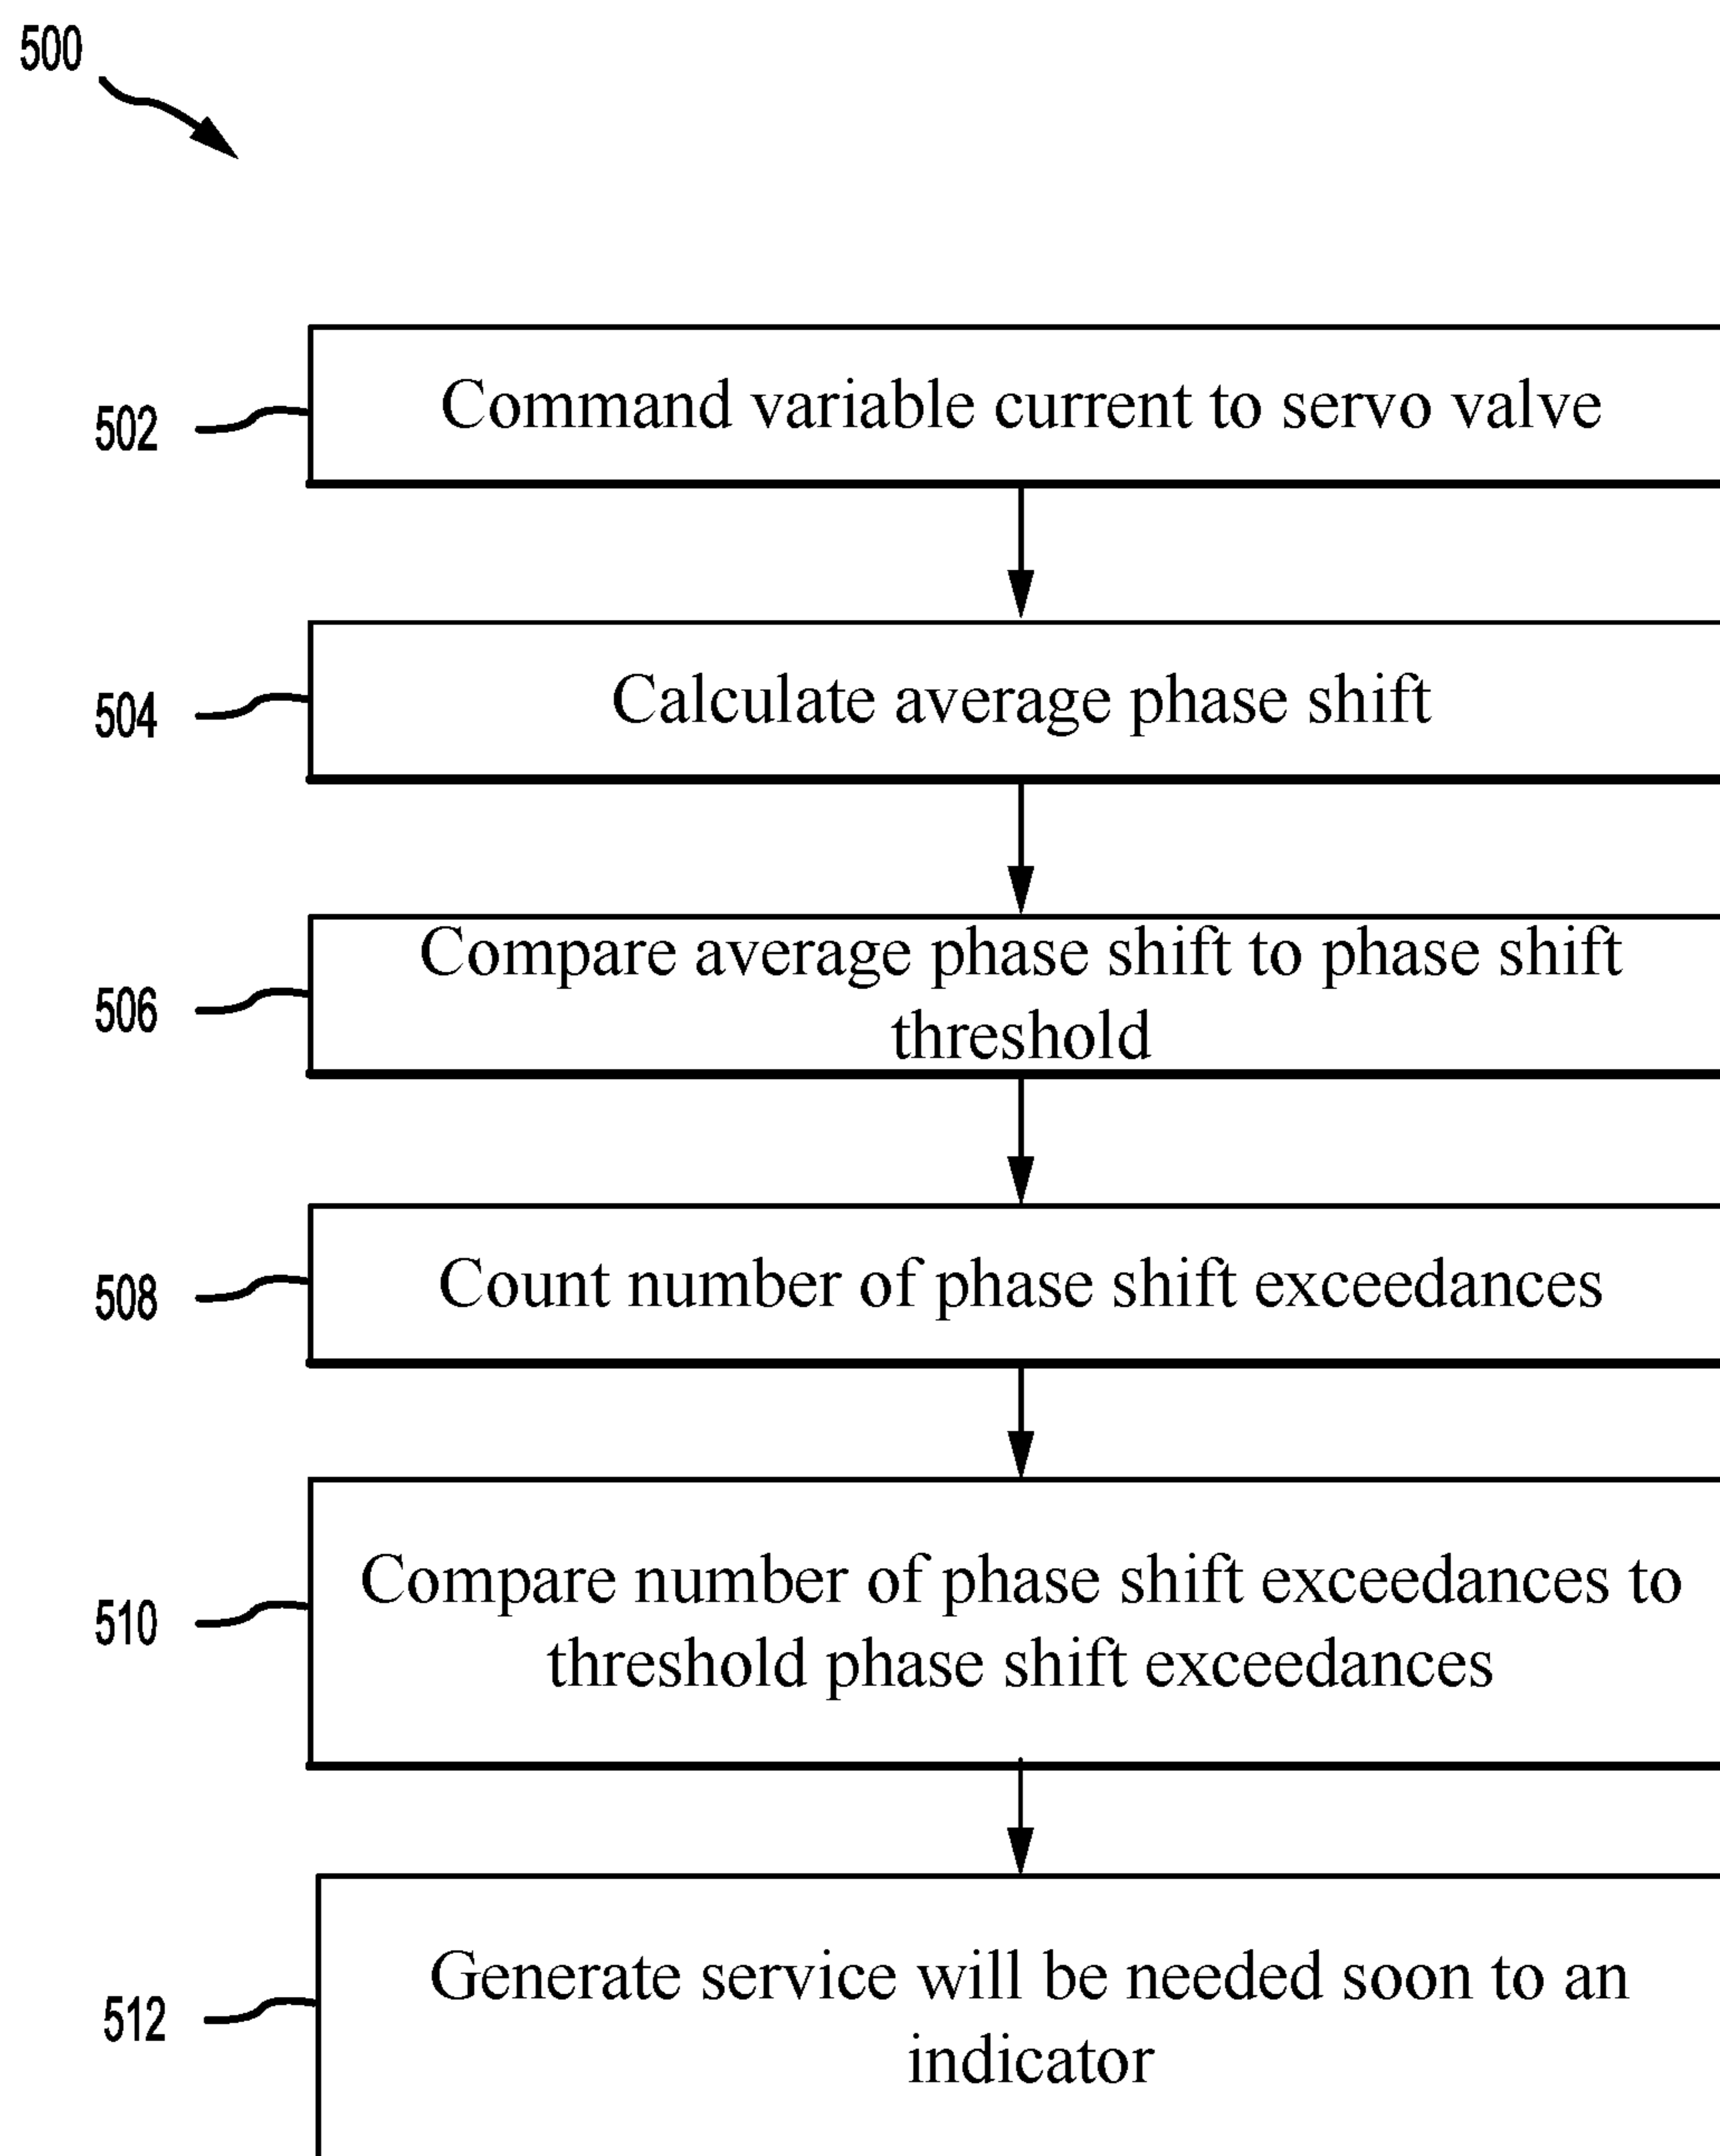 500
502
Command variable current to servo valve
504
Calculate average phase shift
506
Compare average phase shift to phase shift
threshold
508
Count number of phase shift exceedances
510
Compare number of phase shift exceedances to
threshold phase shift exceedances
512
Generate service will be needed soon to an
indicator